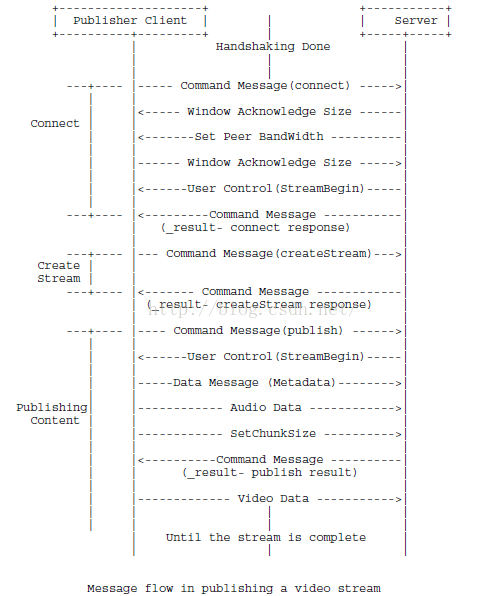 Publisher Client
Server
Handshaking Done
Command Message(connect)
Window Acknowledge Size
Connect
Set Peer BandWidth
Window Acknowledge Size
User Control(StreamBegin)
Command Message
(_result- connect response)
Command Message(createStream)
Create
Stream
Command Message
(_result- createStream response)
http://blog.csdn.net/
Command Message(publish)
User Control(StreamBegin)
Data Message (Metadata)
Publishing
Audio Data
Content
SetChunkSize
Command Message
(_result- publish result)
Video Data
Until the stream is complete
Message flow in publishing a video stream